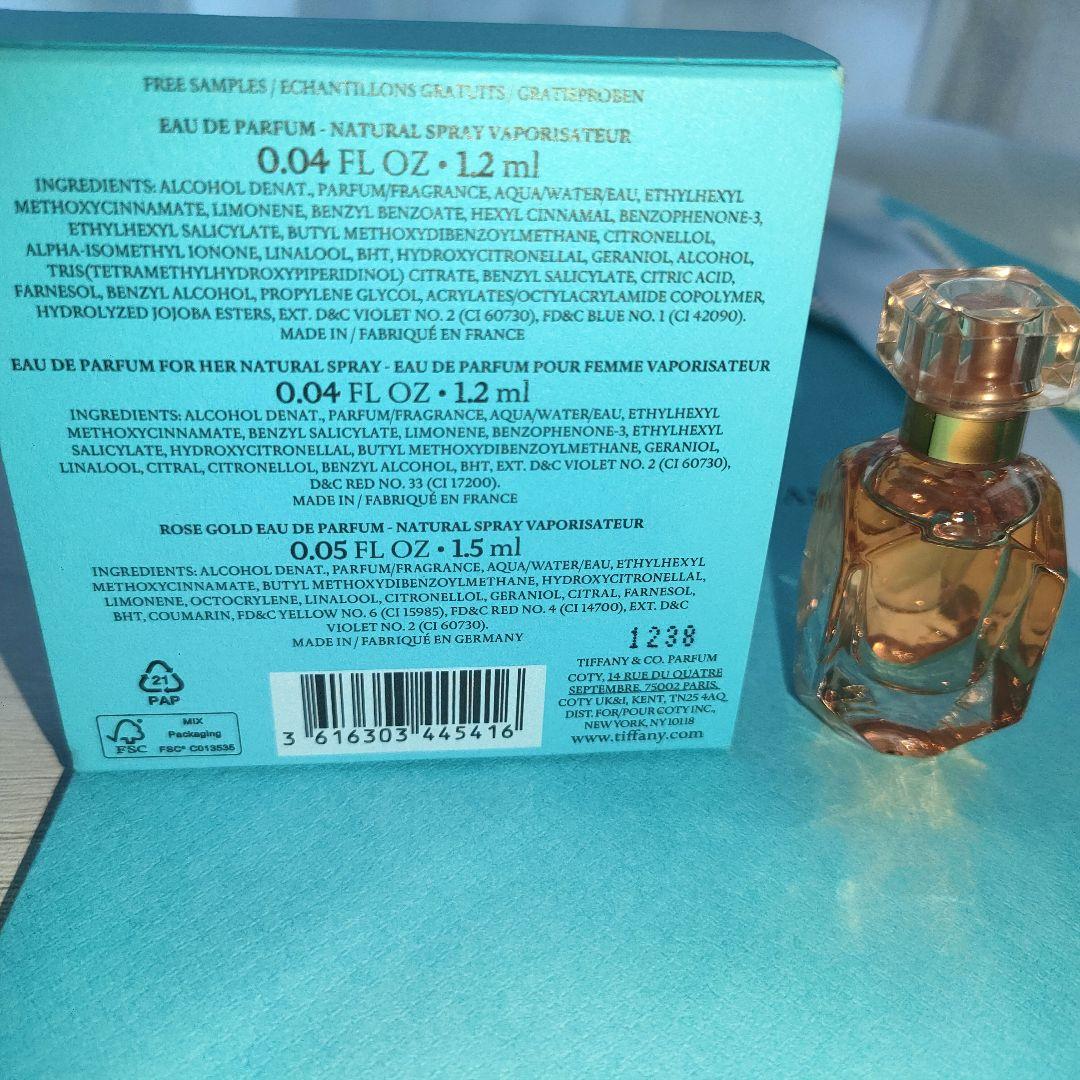 FREE SAMPLES / ECHANTILLONS GRATUITS / GRATISPROBEN
EAU DE PARFUM - NATURAL SPRAY VAPORISATEUR
0.04 FL OZ • 1.2 ml
INGREDIENTS: ALCOHOL DENAT., PARFUM/FRAGRANCE, AQUA/WATER/EAU, ETHYLHEXYL
METHOXYCINNAMATE, LIMONENE, BENZYL BENZOATE, HEXYL CINNAMAL, BENZOPHENONE-3,
ETHYLHEXYL SALICYLATE, BUTYL METHOXYDIBENZOYLMETHANE, CITRONELLOL,
ALPHA-ISOMETHYL IONONE, LINALOOL, BHT, HYDROXYCITRONELLAL, GERANIOL, ALCOHOL,
TRIS(TETRAMETHYLHYDROXYPIPERIDINOL) CITRATE, BENZYL SALICYLATE, CITRIC ACID,
FARNESOL, BENZYL ALCOHOL, PROPYLENE GLYCOL, ACRYLATES/OCTYLACRYLAMIDE COPOLYMER,
HYDROLYZED JOJOBA ESTERS, EXT. D&C VIOLET NO. 2 (CI 60730), FD&C BLUE NO. 1 (CI 42090).
MADE IN / FABRIQUÉ EN FRANCE
EAU DE PARFUM FOR HER NATURAL SPRAY - EAU DE PARFUM POUR FEMME VAPORISATEUR
0.04 FL OZ • 1.2 ml
INGREDIENTS: ALCOHOL DENAT., PARFUM/FRAGRANCE, AQUA/WATER/EAU, ETHYLHEXYL
METHOXYCINNAMATE, BENZYL SALICYLATE, LIMONENE, BENZOPHENONE-3, ETHYLHEXYL
SALICYLATE, HYDROXYCITRONELLAL, BUTYL METHOXYDIBENZOYLMETHANE, GERANIOL,
LINALOOL, CITRAL, CITRONELLOL, BENZYL ALCOHOL, BHT, EXT. D&C VIOLET NO. 2 (CI 60730),
D&C RED NO. 33 (CI 17200).
MADE IN / FABRIQUÉ EN FRANCE
ROSE GOLD EAU DE PARFUM - NATURAL SPRAY VAPORISATEUR
0.05 FL OZ • 1.5 ml
INGREDIENTS: ALCOHOL DENAT., PARFUM/FRAGRANCE, AQUA/WATER/EAU, ETHYLHEXYL
METHOXYCINNAMATE, BUTYL METHOXYDIBENZOYLMETHANE, HYDROXYCITRONELLAL,
LIMONENE, OCTOCRYLENE, LINALOOL, CITRONELLOL, GERANIOL, CITRAL, FARNESOL,
BHT, COUMARIN, FD&C YELLOW NO. 6 (CI 15985), FD&C RED NO. 4 (CI 14700), EXT. D&C
VIOLET NO. 2 (CI 60730).
MADE IN / FABRIQUÉ EN GERMANY
1238
TIFFANY & CO. PARFUM
COTY, 14 RUE DU QUATRE
SEPTEMBRE, 75002 PARIS.
COTY UK&I, KENT, TN25 4AQ
DIST. FOR/POUR COTY INC.,
NEW YORK, NY 10118
www.tiffany.com
21
PAP
FSC
MIX
Packaging
FSC® C013535
3 616303 445416